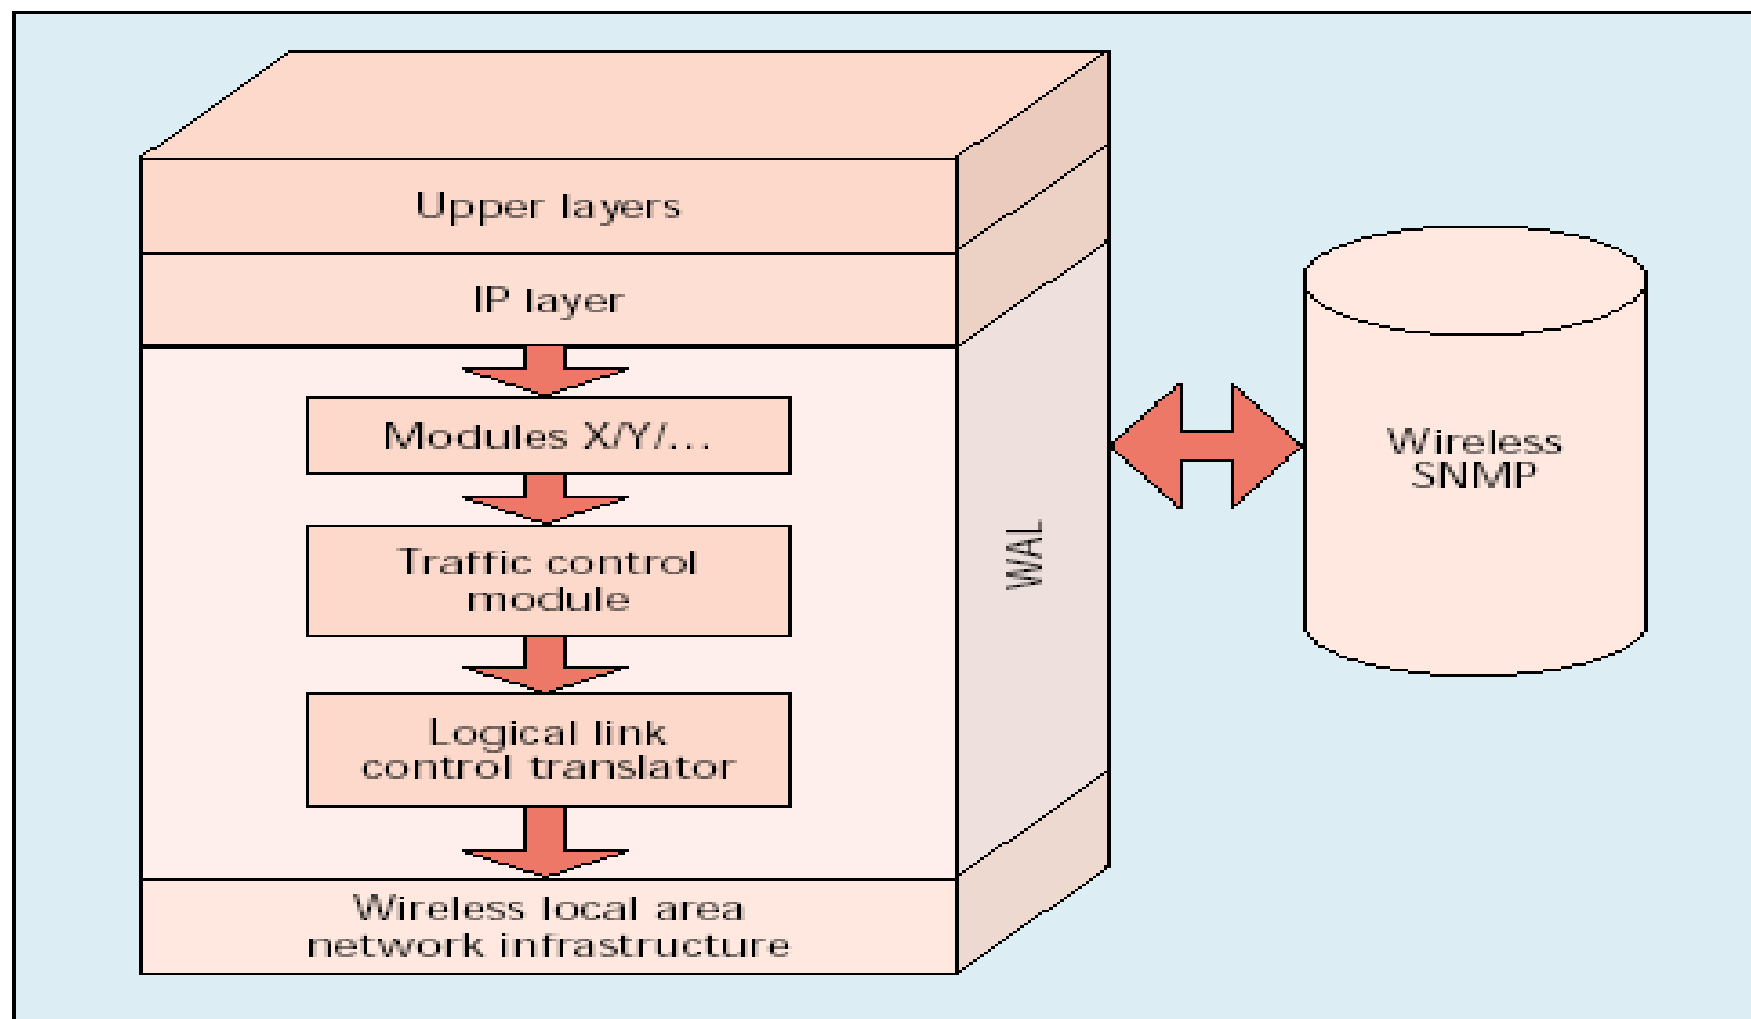 Upper layers
IP layer
Modules X/Y/...
Traffic control
module
Logical link
control translator
Wireless local area
network infrastructure
WAL
Wireless
SNMP